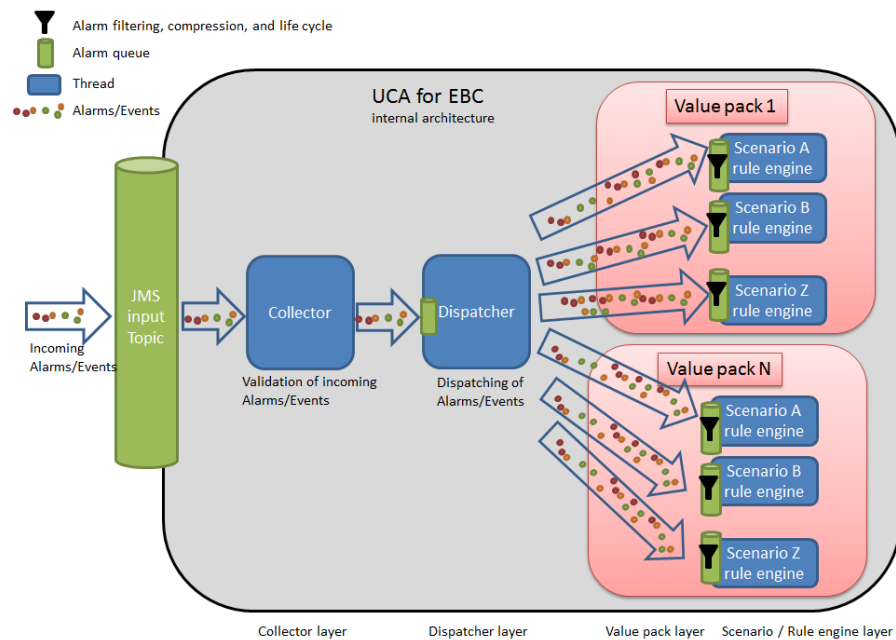 Alarm filtering, compression, and life cycle
Alarm queue
Thread
Alarms/Events
UCA for EBC
internal architecture
Value pack 1
Scenario A
rule engine
Scenario B
rule engine
Scenario Z
rule engine
JMS
input
Topic
Collector
Dispatcher
Incoming
Alarms/Events
Validation of incoming
Alarms/Events
Dispatching of
Alarms/Events
Value pack N
Scenario A
rule engine
Scenario B
rule engine
Scenario Z
rule engine
Collector layer
Dispatcher layer
Value pack layer
Scenario / Rule engine layer